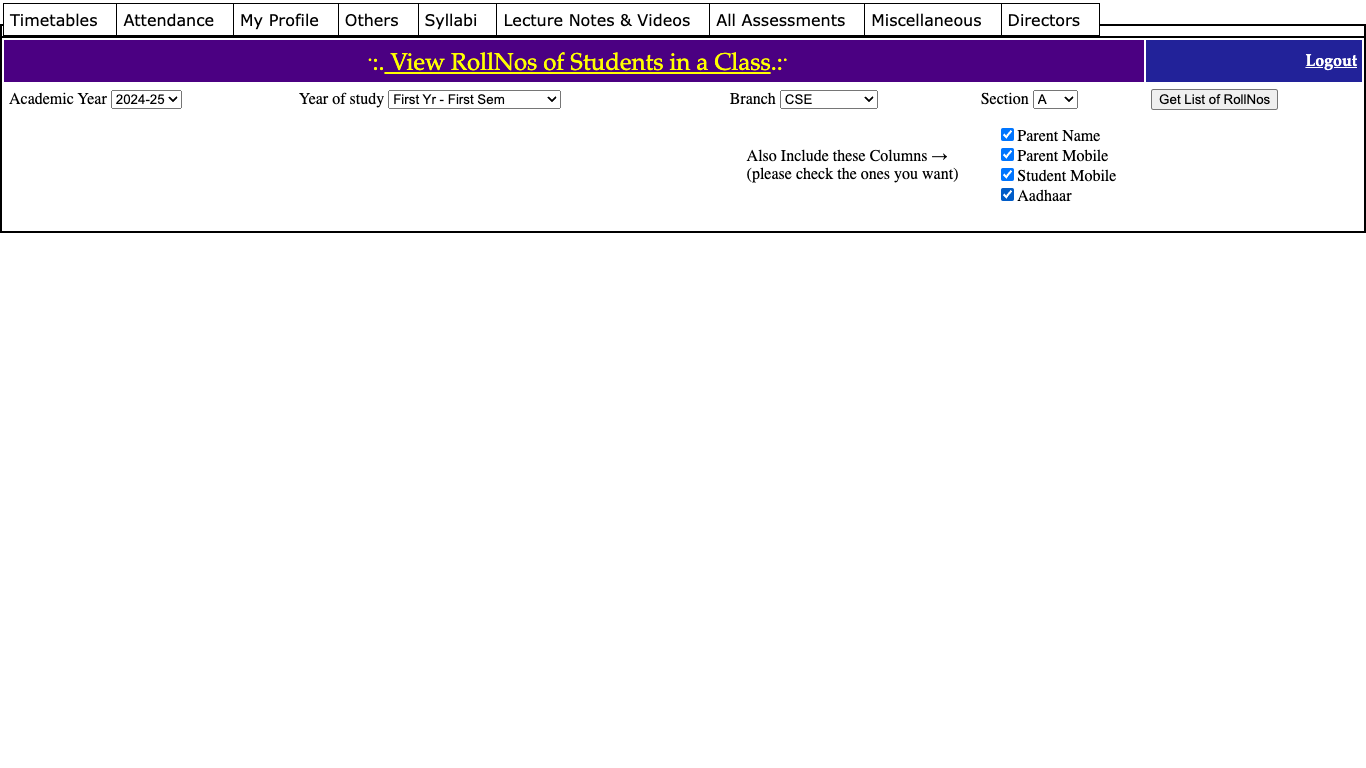 Timetables Attendance My Profile Others Syllabi Lecture Notes & Videos All Assessments Miscellaneous Directors
·:. View RollNos of Students in a Class.:· Logout
Academic Year 2024-25 Year of study First Yr - First Sem Branch CSE Section A Get List of RollNos
Parent Name
Also Include these Columns → Parent Mobile
(please check the ones you want) Student Mobile
Aadhaar